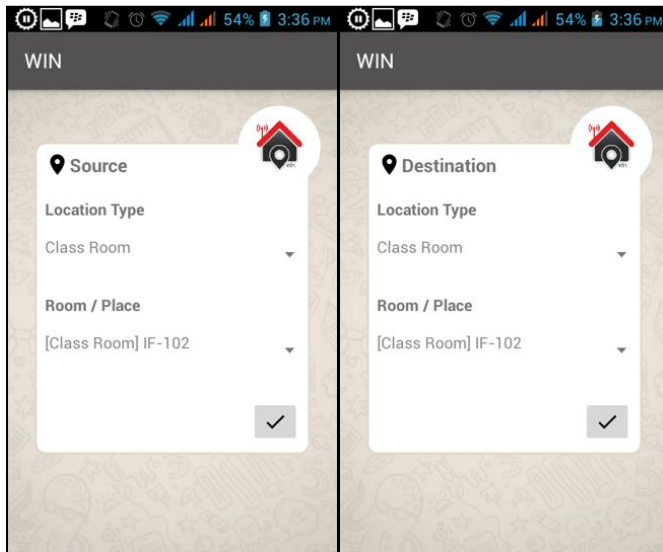 54% 3:36 PM
WIN
Source
Location Type
Class Room
Room / Place
[Class Room] IF-102
54% 3:36 PM
WIN
Destination
Location Type
Class Room
Room / Place
[Class Room] IF-102